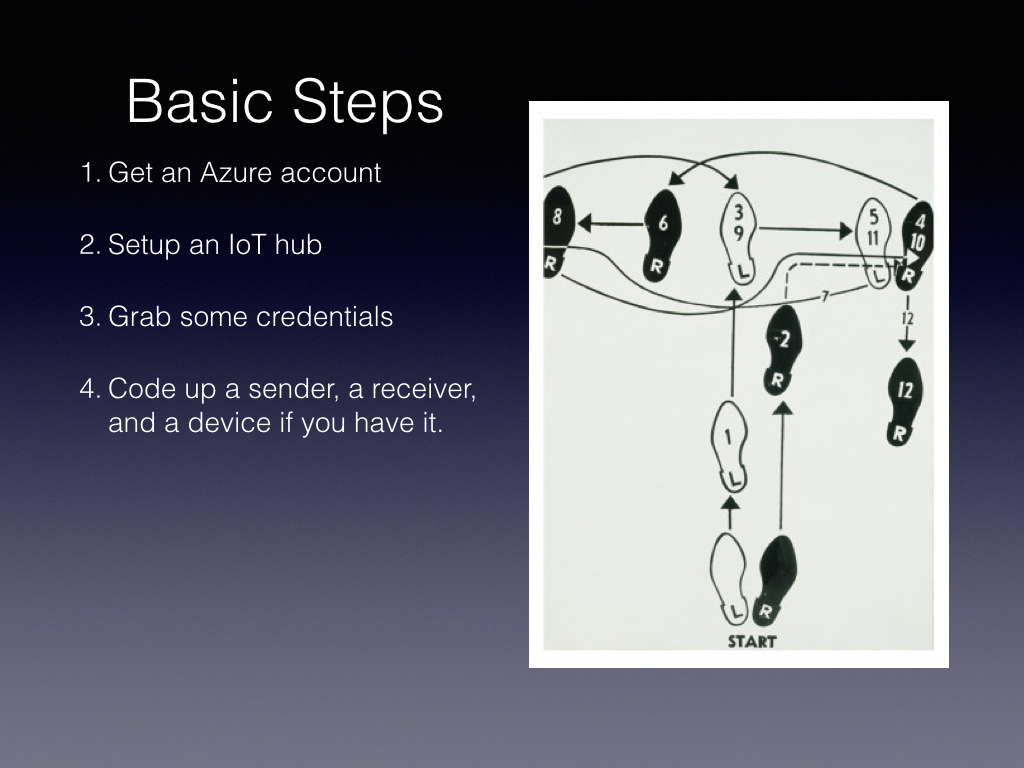 Basic Steps
1. Get an Azure account
2. Setup an IoT hub
3. Grab some credentials
4. Code up a sender, a receiver,
and a device if you have it.
8
R
6
R
3
9
L
5
11
L
4
10
R
7
12
2
R
12
R
1
L
L
R
START